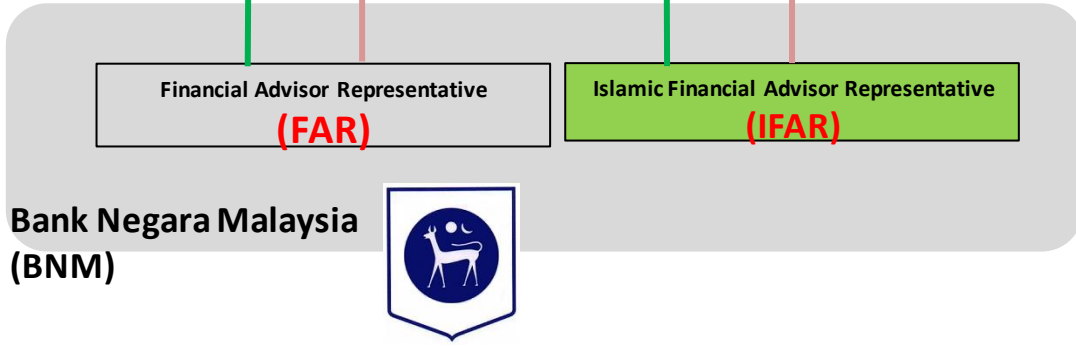 Financial Advisor Representative
(FAR)
Islamic Financial Advisor Representative
(IFAR)
Bank Negara Malaysia
(BNM)